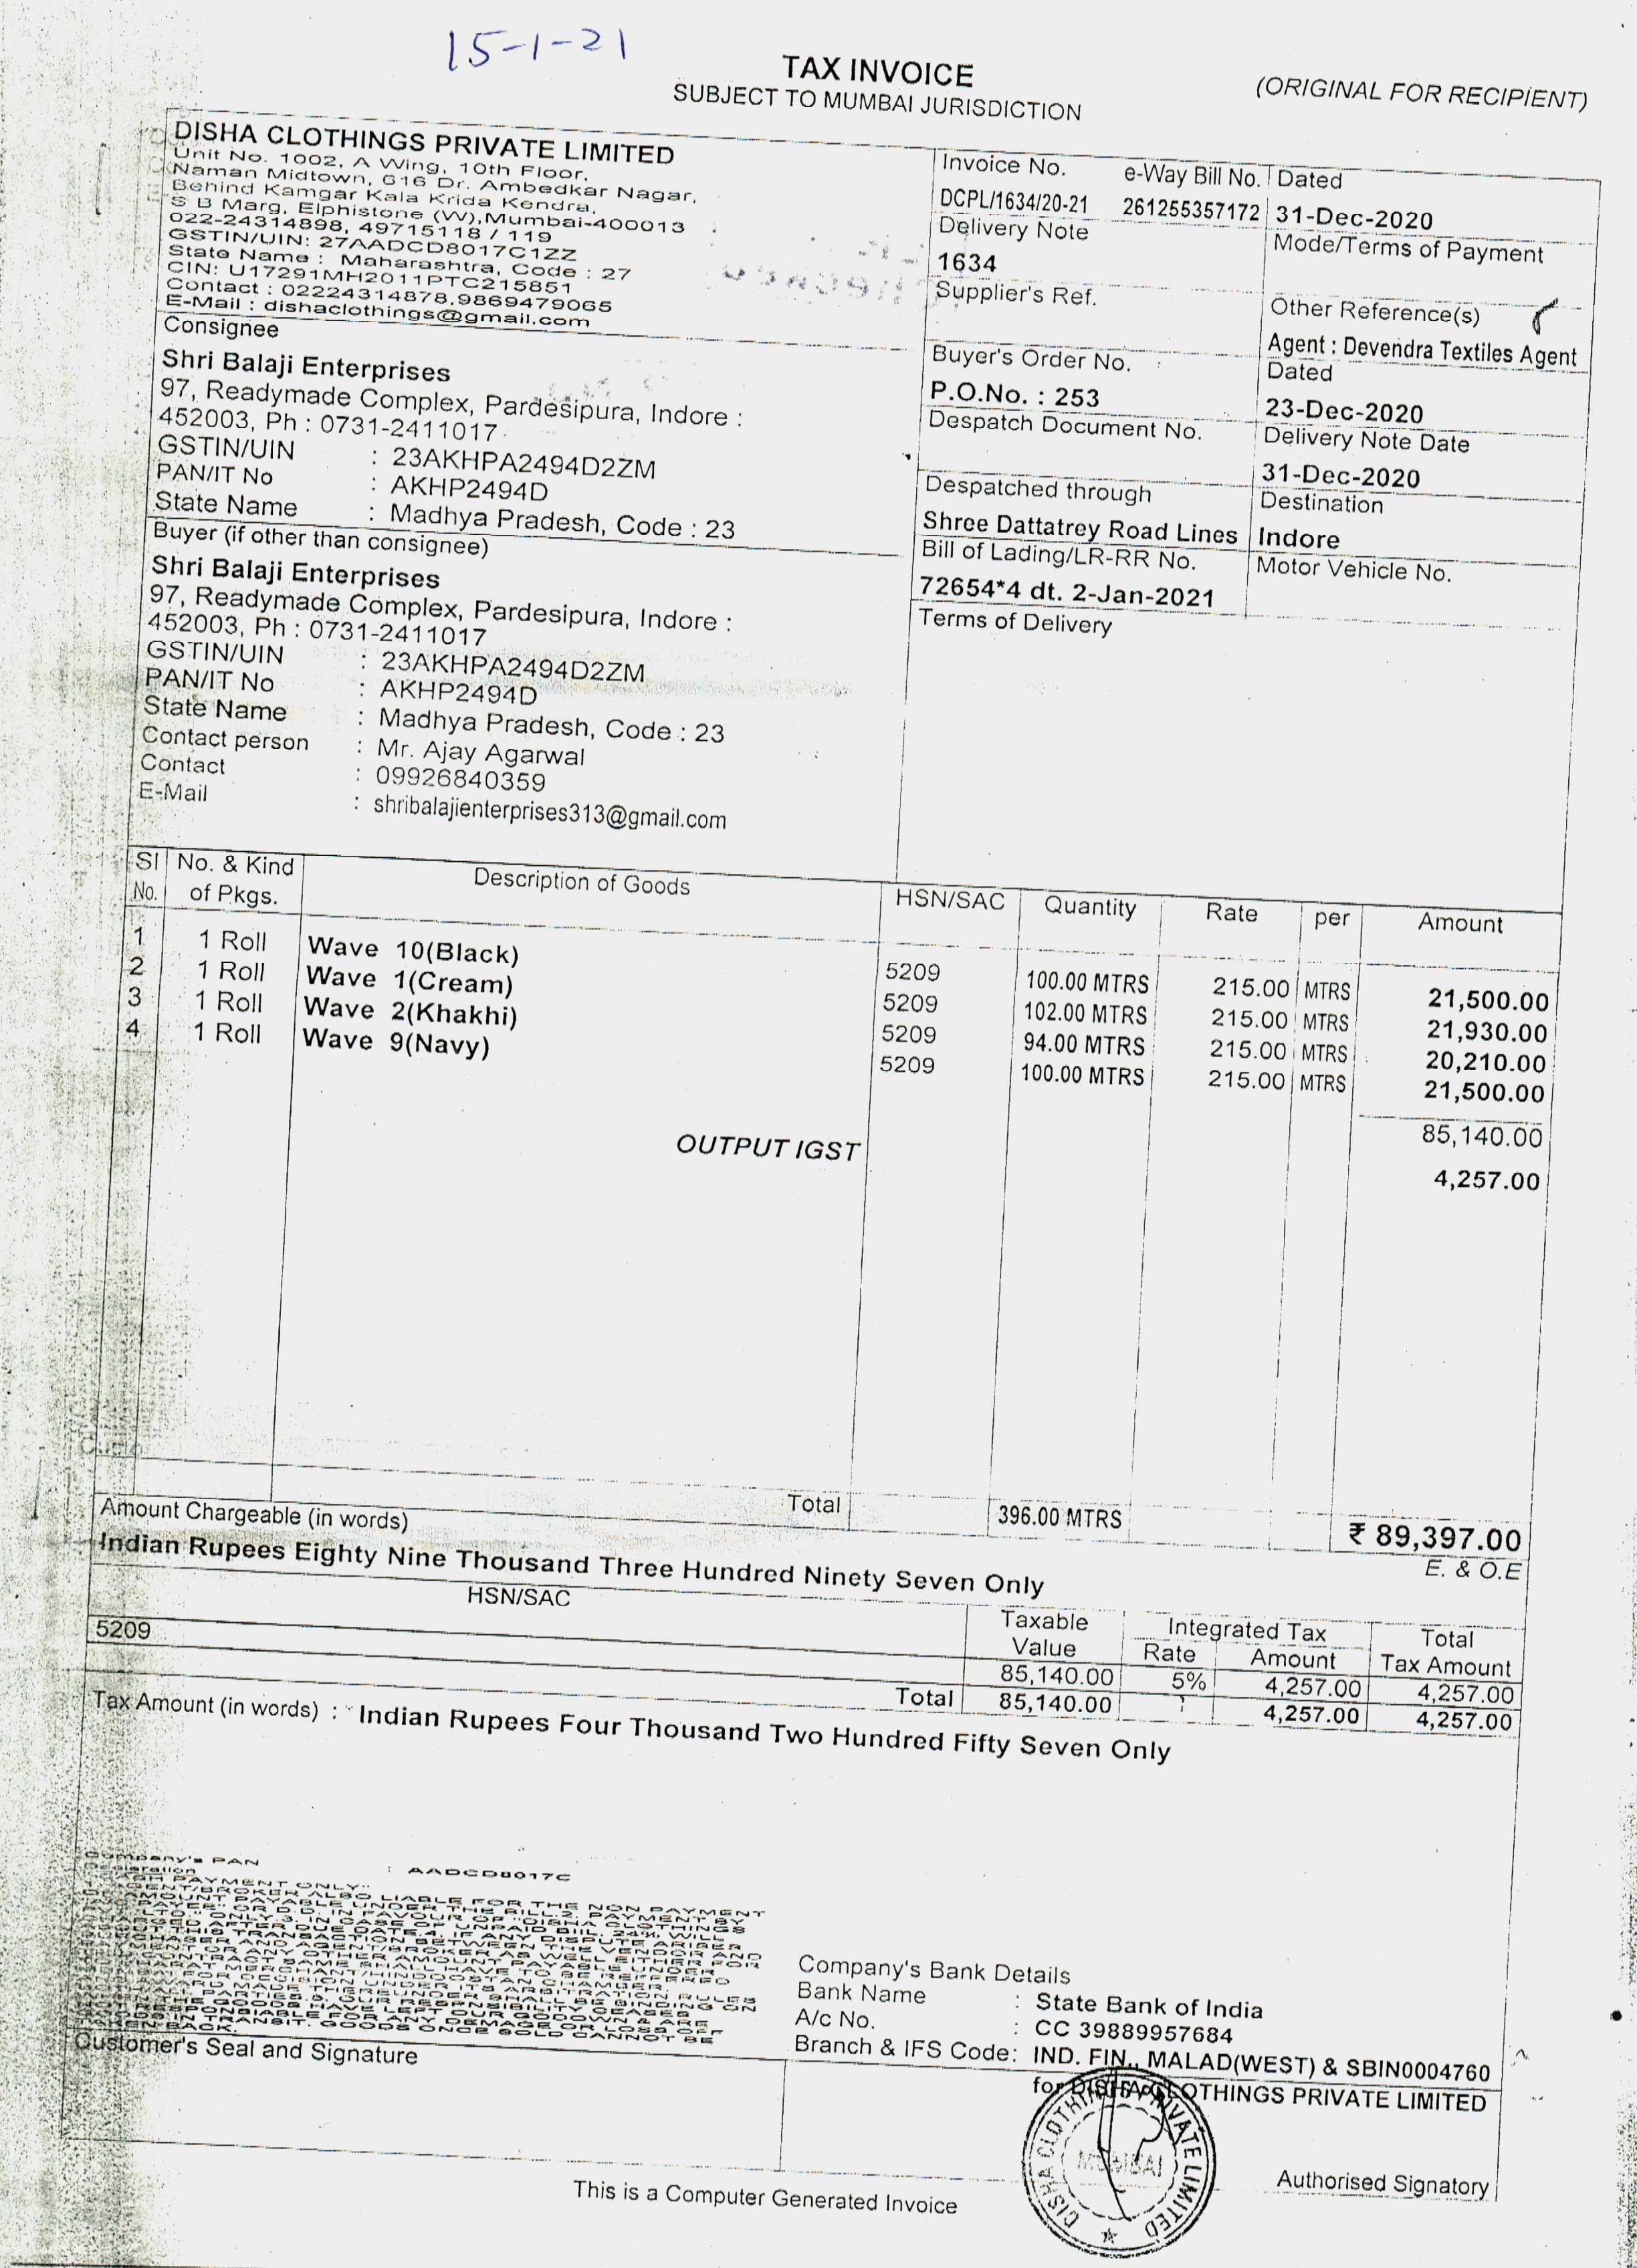 15-1-21
TAX INVOICE
SUBJECT TO MUMBAI JURISDICTION
(ORIGINAL FOR RECIPIENT)
DISHA CLOTHINGS PRIVATE LIMITED
Unit No. 1002, A Wing, 10th Floor,
Naman Midtown, 616 Dr. Ambedkar Nagar,
Behind Kamgar Kala Krida Kendra,
S B Marg, Elphistone (W),Mumbai-400013
022-24314898, 49715118 / 119
GSTIN/UIN: 27AADCD8017C1ZZ
State Name : Maharashtra, Code : 27
CIN: U17291MH2011PTC215851
Contact : 02224314878,9869479065
E-Mail : dishaclothings@gmail.com
Invoice No. e-Way Bill No. Dated
DCPL/1634/20-21 261255357172 31-Dec-2020
Delivery Note Mode/Terms of Payment
1634
Supplier's Ref. Other Reference(s)
Agent : Devendra Textiles Agent
Buyer's Order No. Dated
P.O.No. : 253 23-Dec-2020
Despatch Document No. Delivery Note Date
31-Dec-2020
Despatched through Destination
Shree Dattatrey Road Lines Indore
Bill of Lading/LR-RR No. Motor Vehicle No.
72654*4 dt. 2-Jan-2021
Terms of Delivery
Consignee
Shri Balaji Enterprises
97, Readymade Complex, Pardesipura, Indore :
452003, Ph : 0731-2411017
GSTIN/UIN : 23AKHPA2494D2ZM
PAN/IT No : AKHP2494D
State Name : Madhya Pradesh, Code : 23
Buyer (if other than consignee)
Shri Balaji Enterprises
97, Readymade Complex, Pardesipura, Indore :
452003, Ph : 0731-2411017
GSTIN/UIN : 23AKHPA2494D2ZM
PAN/IT No : AKHP2494D
State Name : Madhya Pradesh, Code : 23
Contact person : Mr. Ajay Agarwal
Contact : 09926840359
E-Mail : shribalajienterprises313@gmail.com
Sl No. No. & Kind of Pkgs. Description of Goods HSN/SAC Quantity Rate per Amount
1 1 Roll Wave 10(Black) 5209 100.00 MTRS 215.00 MTRS 21,500.00
2 1 Roll Wave 1(Cream) 5209 102.00 MTRS 215.00 MTRS 21,930.00
3 1 Roll Wave 2(Khakhi) 5209 94.00 MTRS 215.00 MTRS 20,210.00
4 1 Roll Wave 9(Navy) 5209 100.00 MTRS 215.00 MTRS 21,500.00
85,140.00
OUTPUT IGST 4,257.00
Total 396.00 MTRS ₹ 89,397.00
Amount Chargeable (in words) E. & O.E
Indian Rupees Eighty Nine Thousand Three Hundred Ninety Seven Only
HSN/SAC Taxable Value Integrated Tax Rate Amount Total Tax Amount
5209 85,140.00 5% 4,257.00 4,257.00
Total 85,140.00 4,257.00 4,257.00
Tax Amount (in words) : Indian Rupees Four Thousand Two Hundred Fifty Seven Only
Company's PAN : AADCD8017C
Declaration
Company's Bank Details
Bank Name : State Bank of India
A/c No. : CC 39889957684
Branch & IFS Code: IND. FIN., MALAD(WEST) & SBIN0004760
Customer's Seal and Signature
for DISHA CLOTHINGS PRIVATE LIMITED
DISHA CLOTHINGS PRIVATE LIMITED
MUMBAI
Authorised Signatory
This is a Computer Generated Invoice